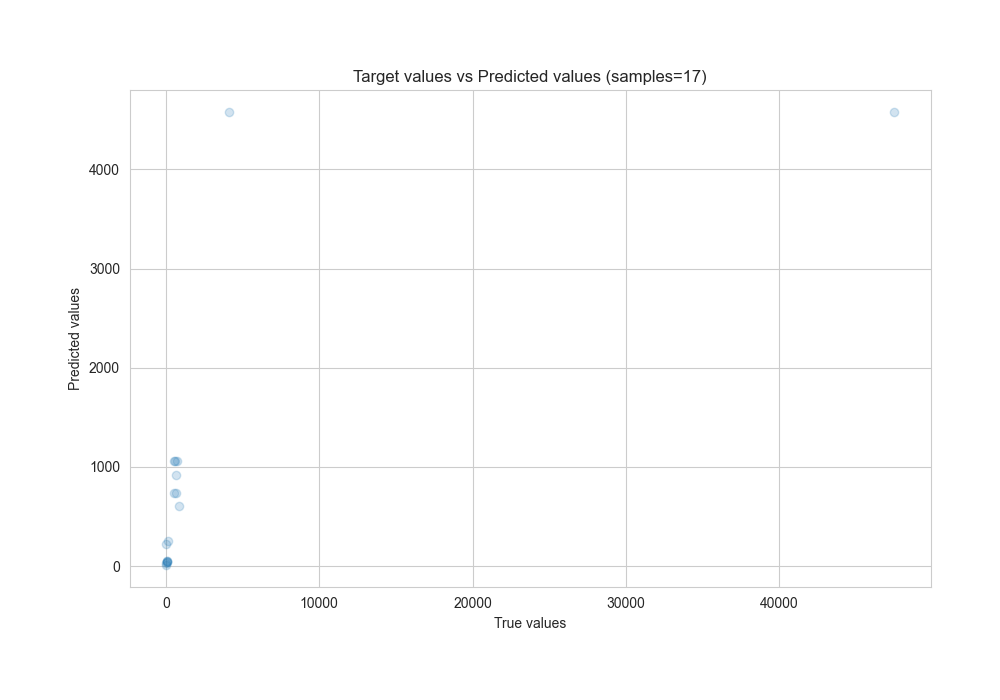 Target values vs Predicted values (samples=17)
4000
3000
2000
1000
0
Predicted values
0 10000 20000 30000 40000
True values